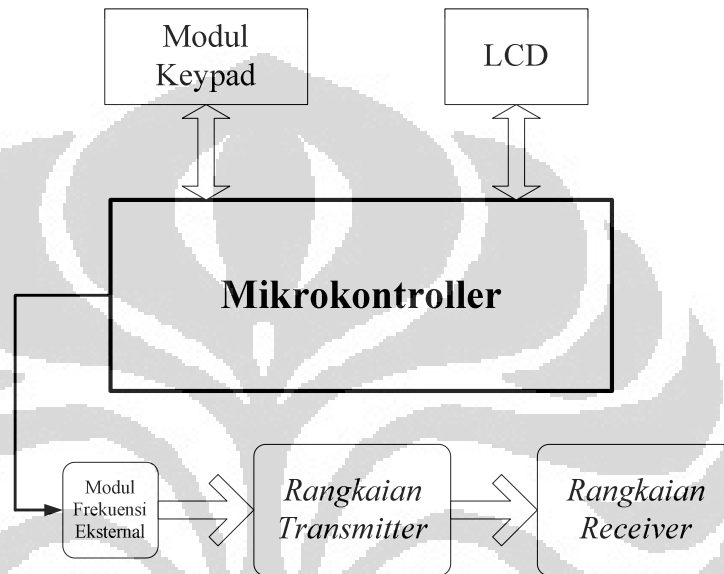 Modul
Keypad
LCD
Mikrokontroller
Modul
Frekuensi
Eksternal
Rangkaian
Transmitter
Rangkaian
Receiver